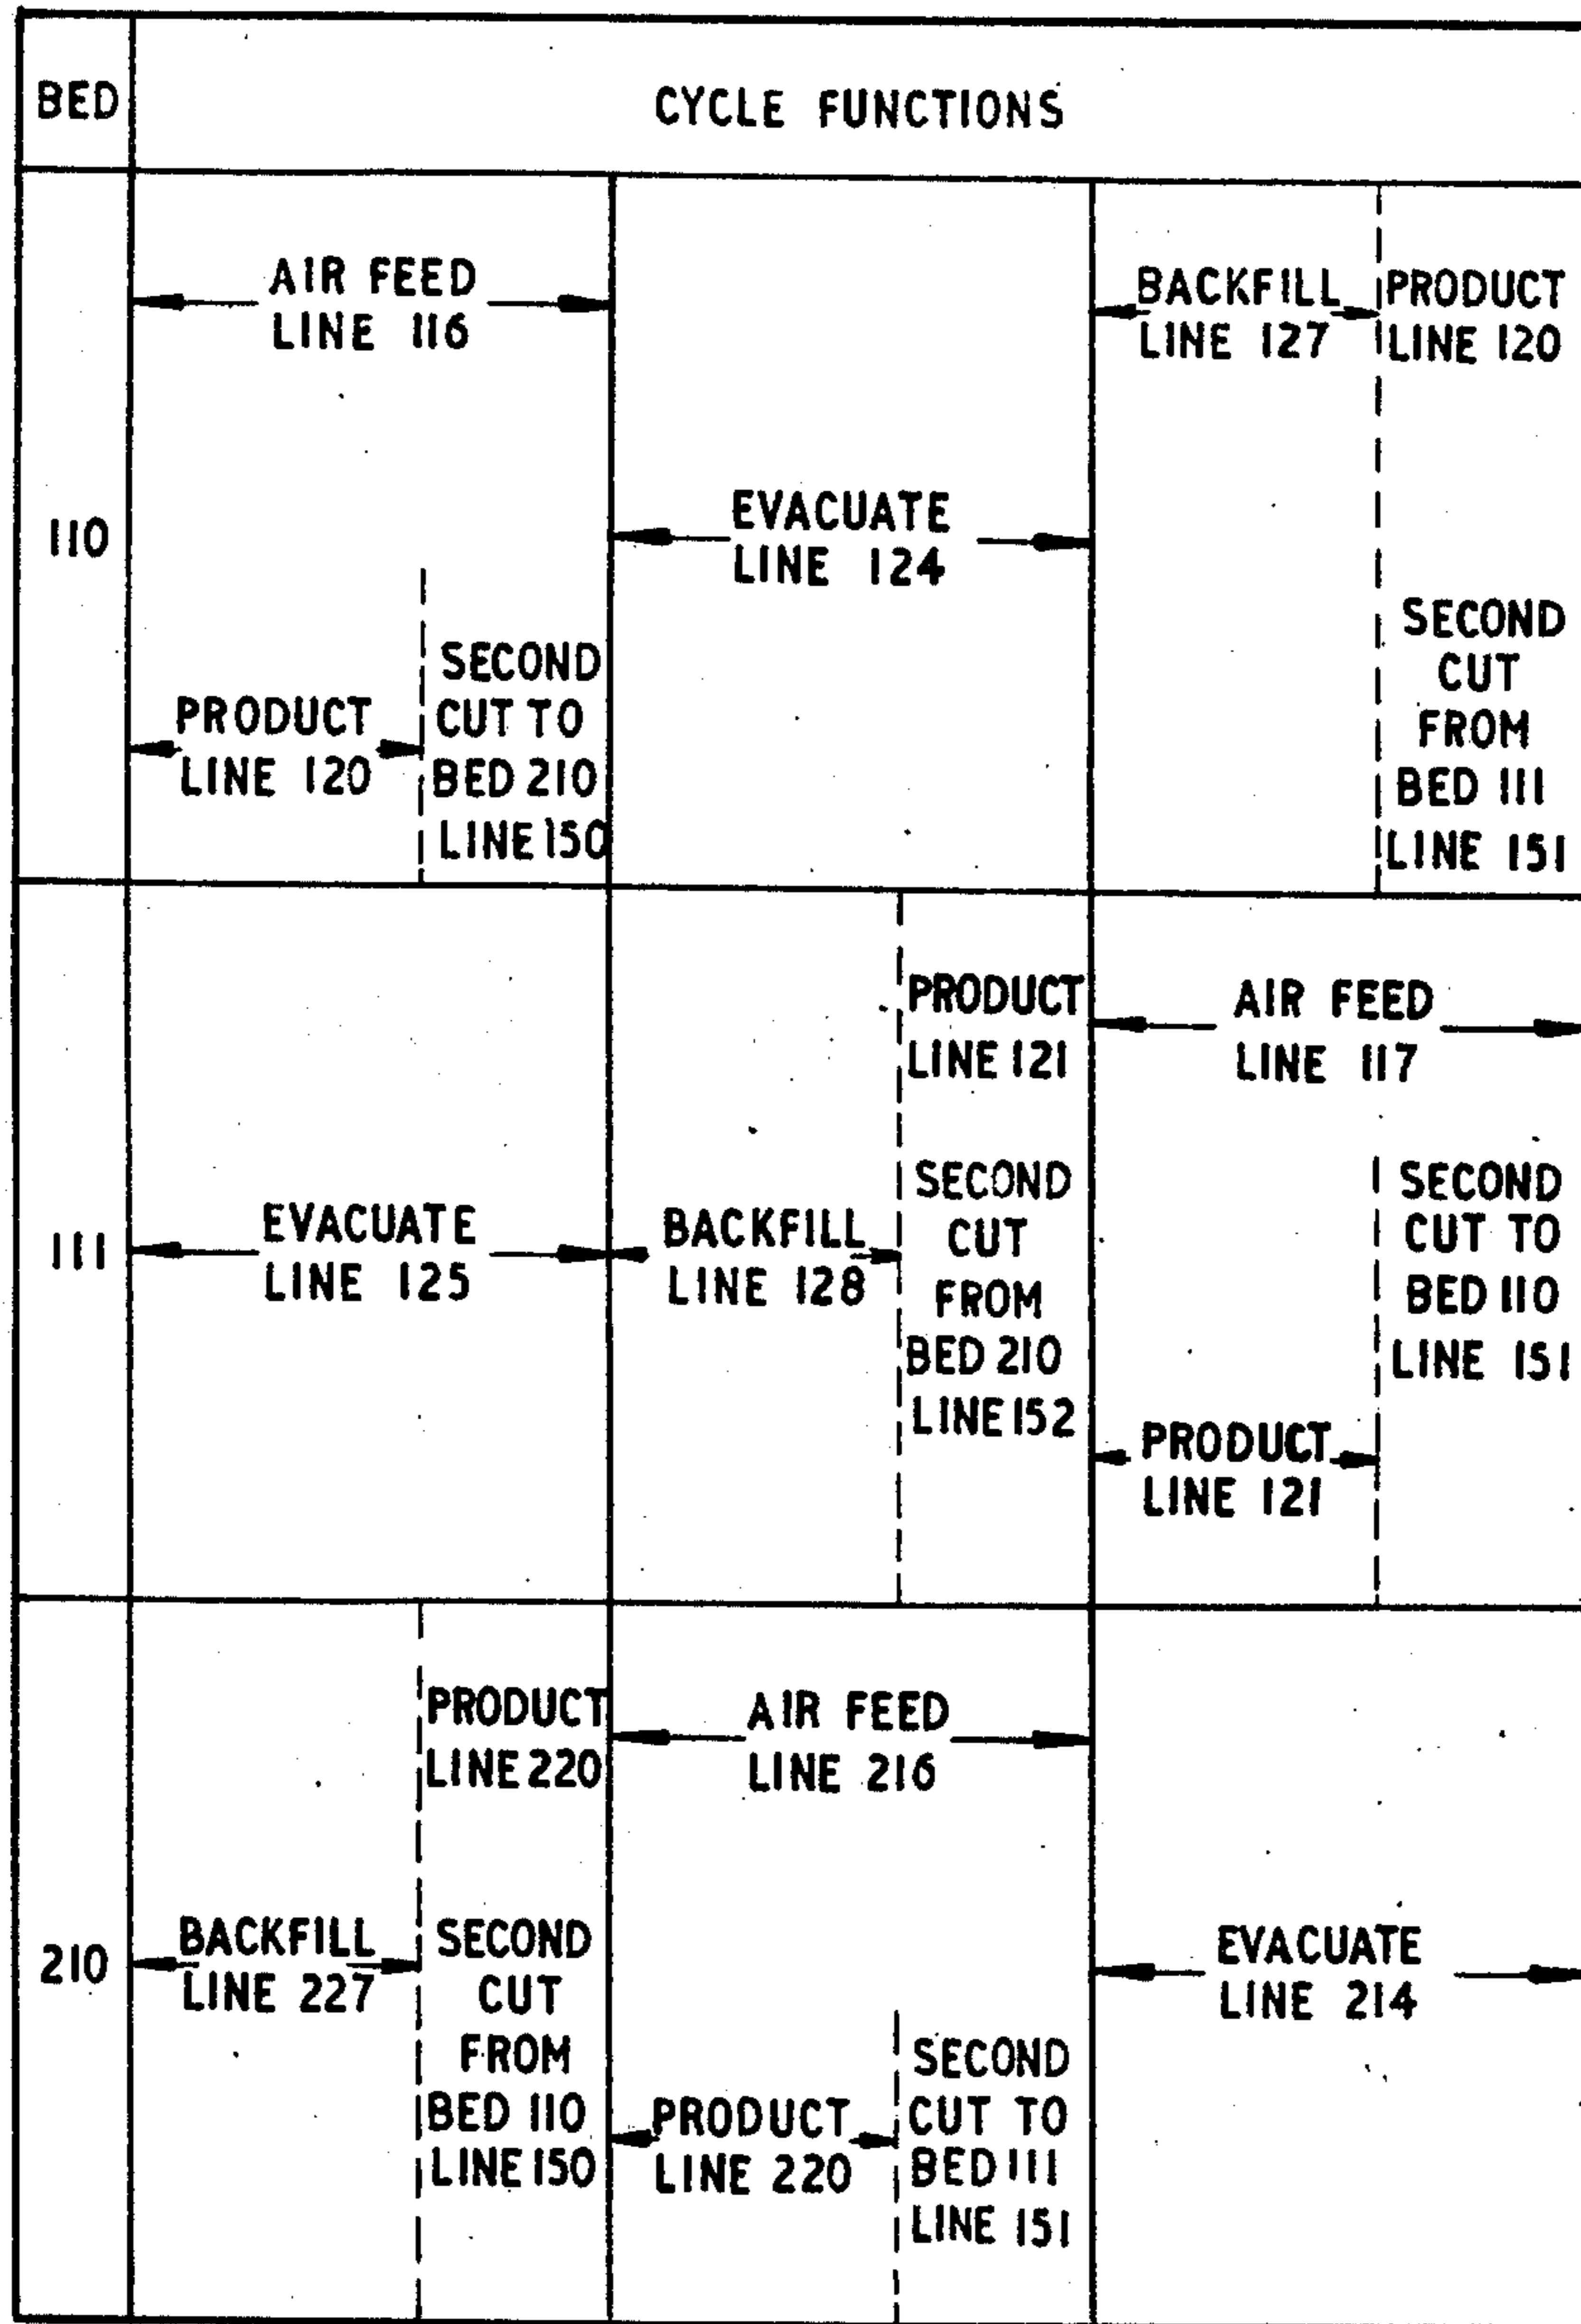 BED
CYCLE FUNCTIONS
110
AIR FEED
LINE 116
PRODUCT
LINE 120
SECOND
CUT TO
BED 210
LINE 150
EVACUATE
LINE 124
BACKFILL
LINE 127
PRODUCT
LINE 120
SECOND
CUT
FROM
BED 111
LINE 151
111
EVACUATE
LINE 125
BACKFILL
LINE 128
PRODUCT
LINE 121
SECOND
CUT
FROM
BED 210
LINE 152
AIR FEED
LINE 117
PRODUCT
LINE 121
SECOND
CUT TO
BED 110
LINE 151
210
BACKFILL
LINE 227
PRODUCT
LINE 220
SECOND
CUT
FROM
BED 110
LINE 150
AIR FEED
LINE 216
PRODUCT
LINE 220
SECOND
CUT TO
BED 111
LINE 151
EVACUATE
LINE 214